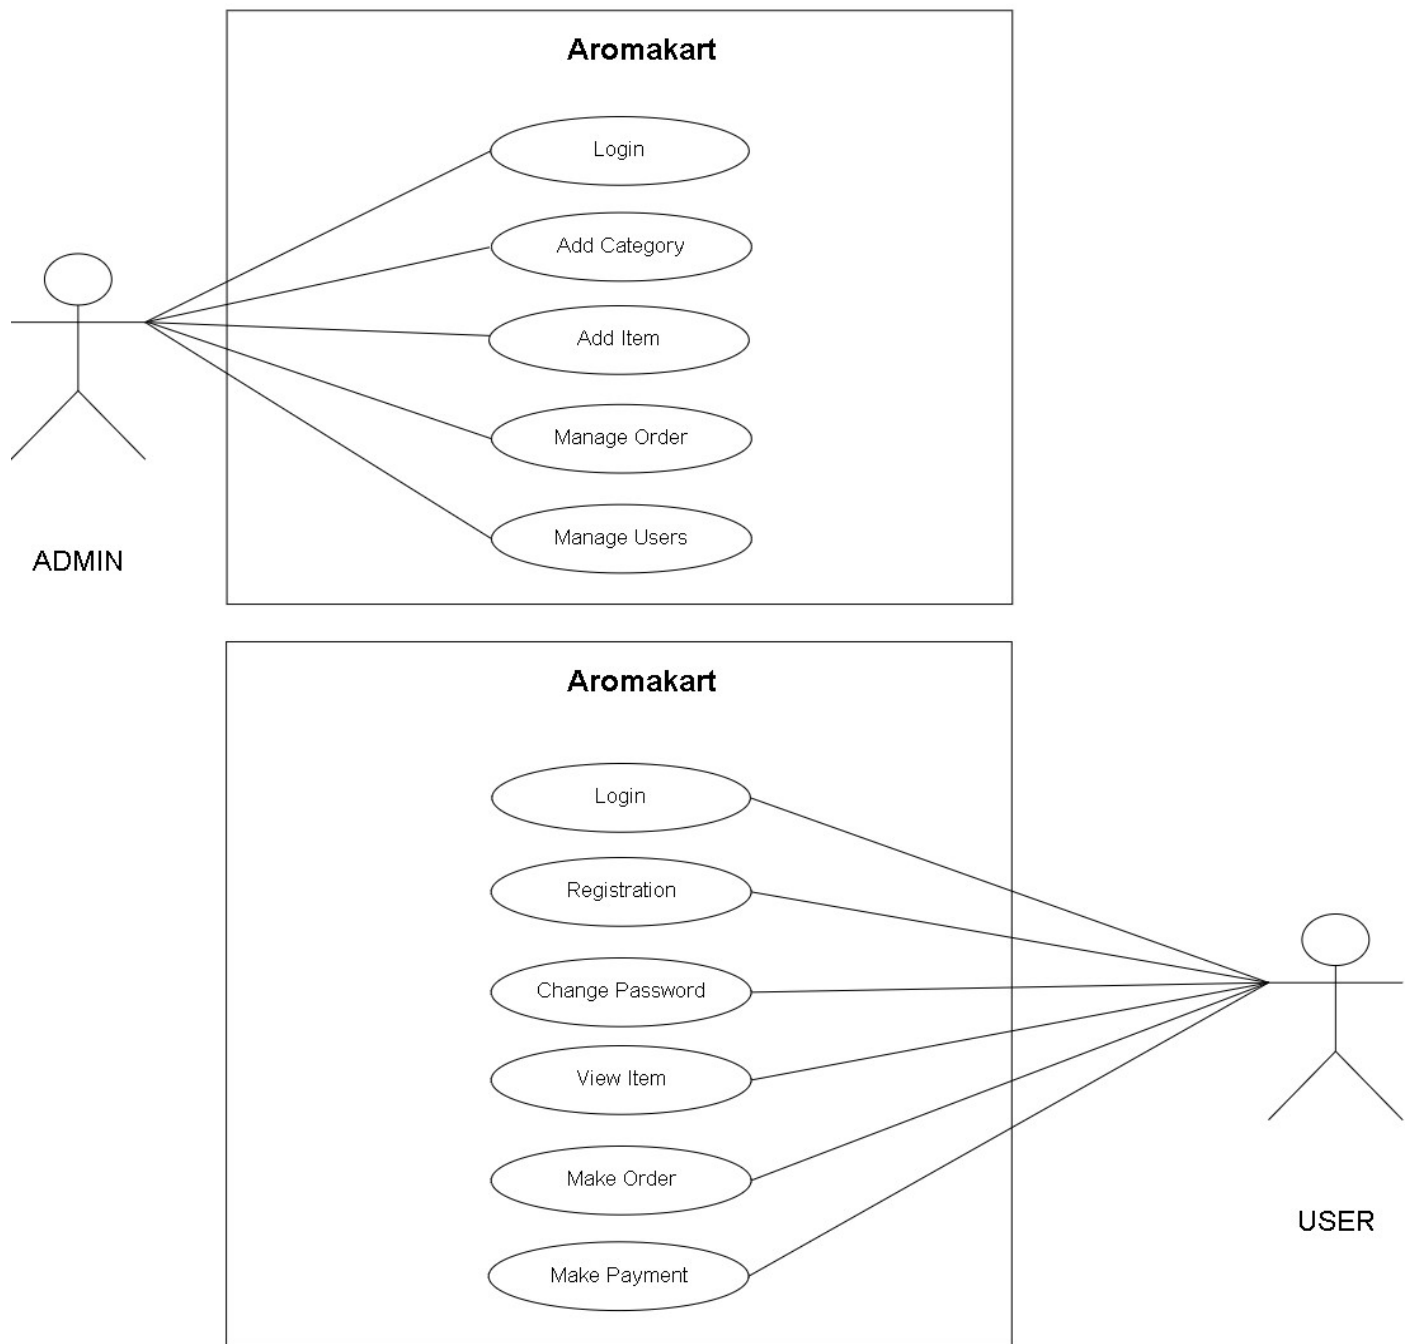 Aromakart
Login
Add Category
Add Item
Manage Order
Manage Users
ADMIN
Aromakart
Login
Registration
Change Password
View Item
Make Order
USER
Make Payment